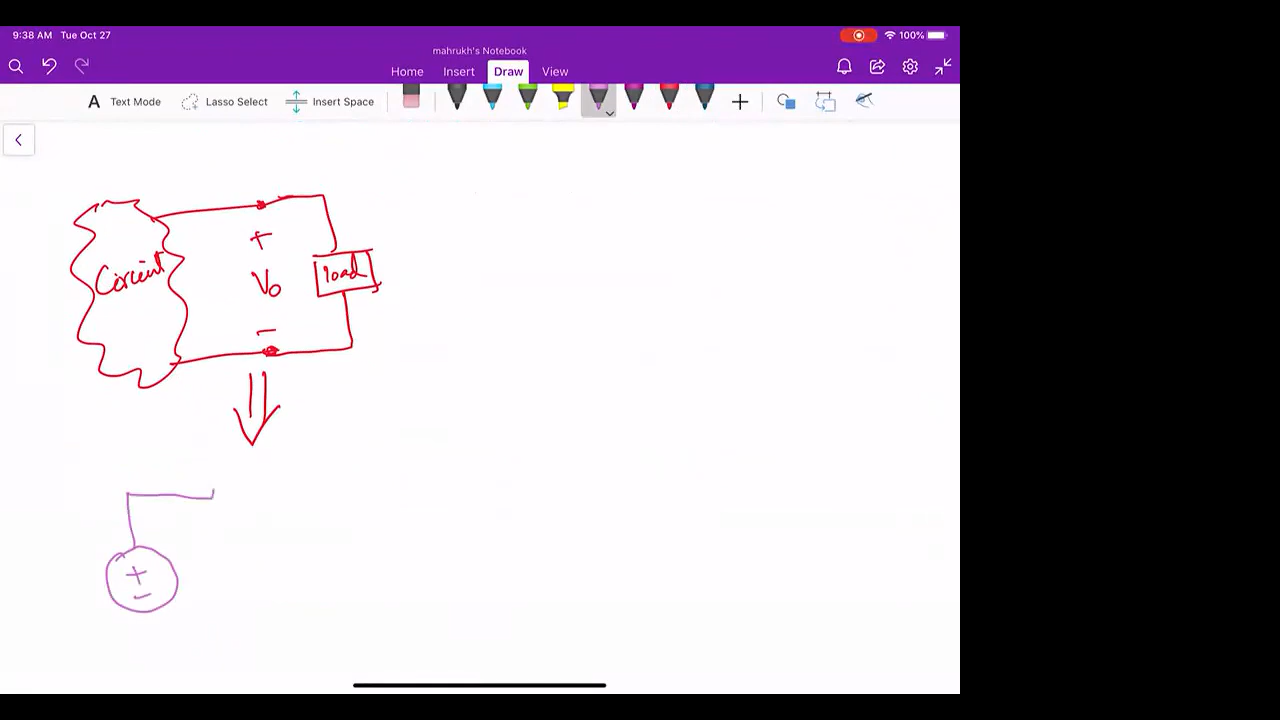 9:38 AM Tue Oct 27
100%
mahrukh's Notebook
Home Insert Draw View
A Text Mode Lasso Select Insert Space
Circuit
+
Vo
-
load
+
-